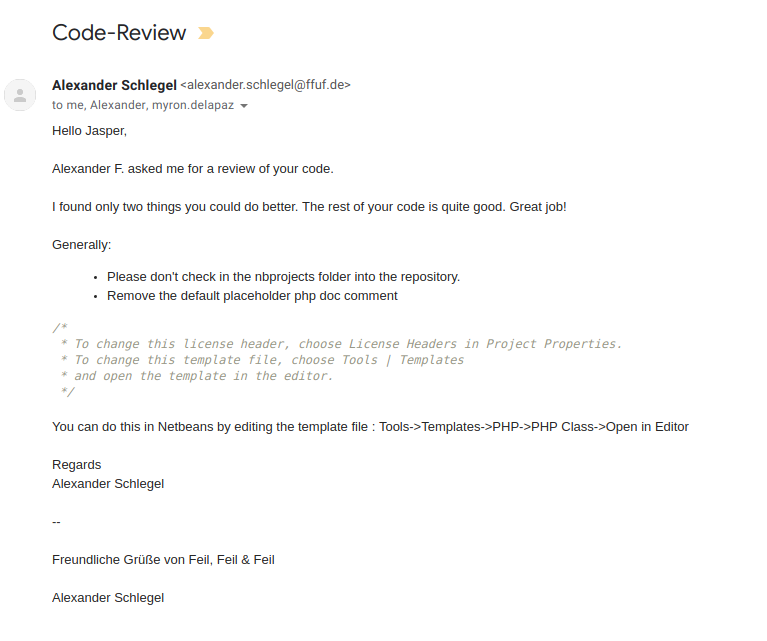 Code-Review
Alexander Schlegel <alexander.schlegel@ffuf.de>
to me, Alexander, myron.delapaz
Hello Jasper,
Alexander F. asked me for a review of your code.
I found only two things you could do better. The rest of your code is quite good. Great job!
Generally:
• Please don't check in the nbprojects folder into the repository.
• Remove the default placeholder php doc comment
/*
* To change this license header, choose License Headers in Project Properties.
* To change this template file, choose Tools | Templates
* and open the template in the editor.
*/
You can do this in Netbeans by editing the template file : Tools->Templates->PHP->PHP Class->Open in Editor
Regards
Alexander Schlegel
--
Freundliche Grüße von Feil, Feil & Feil
Alexander Schlegel